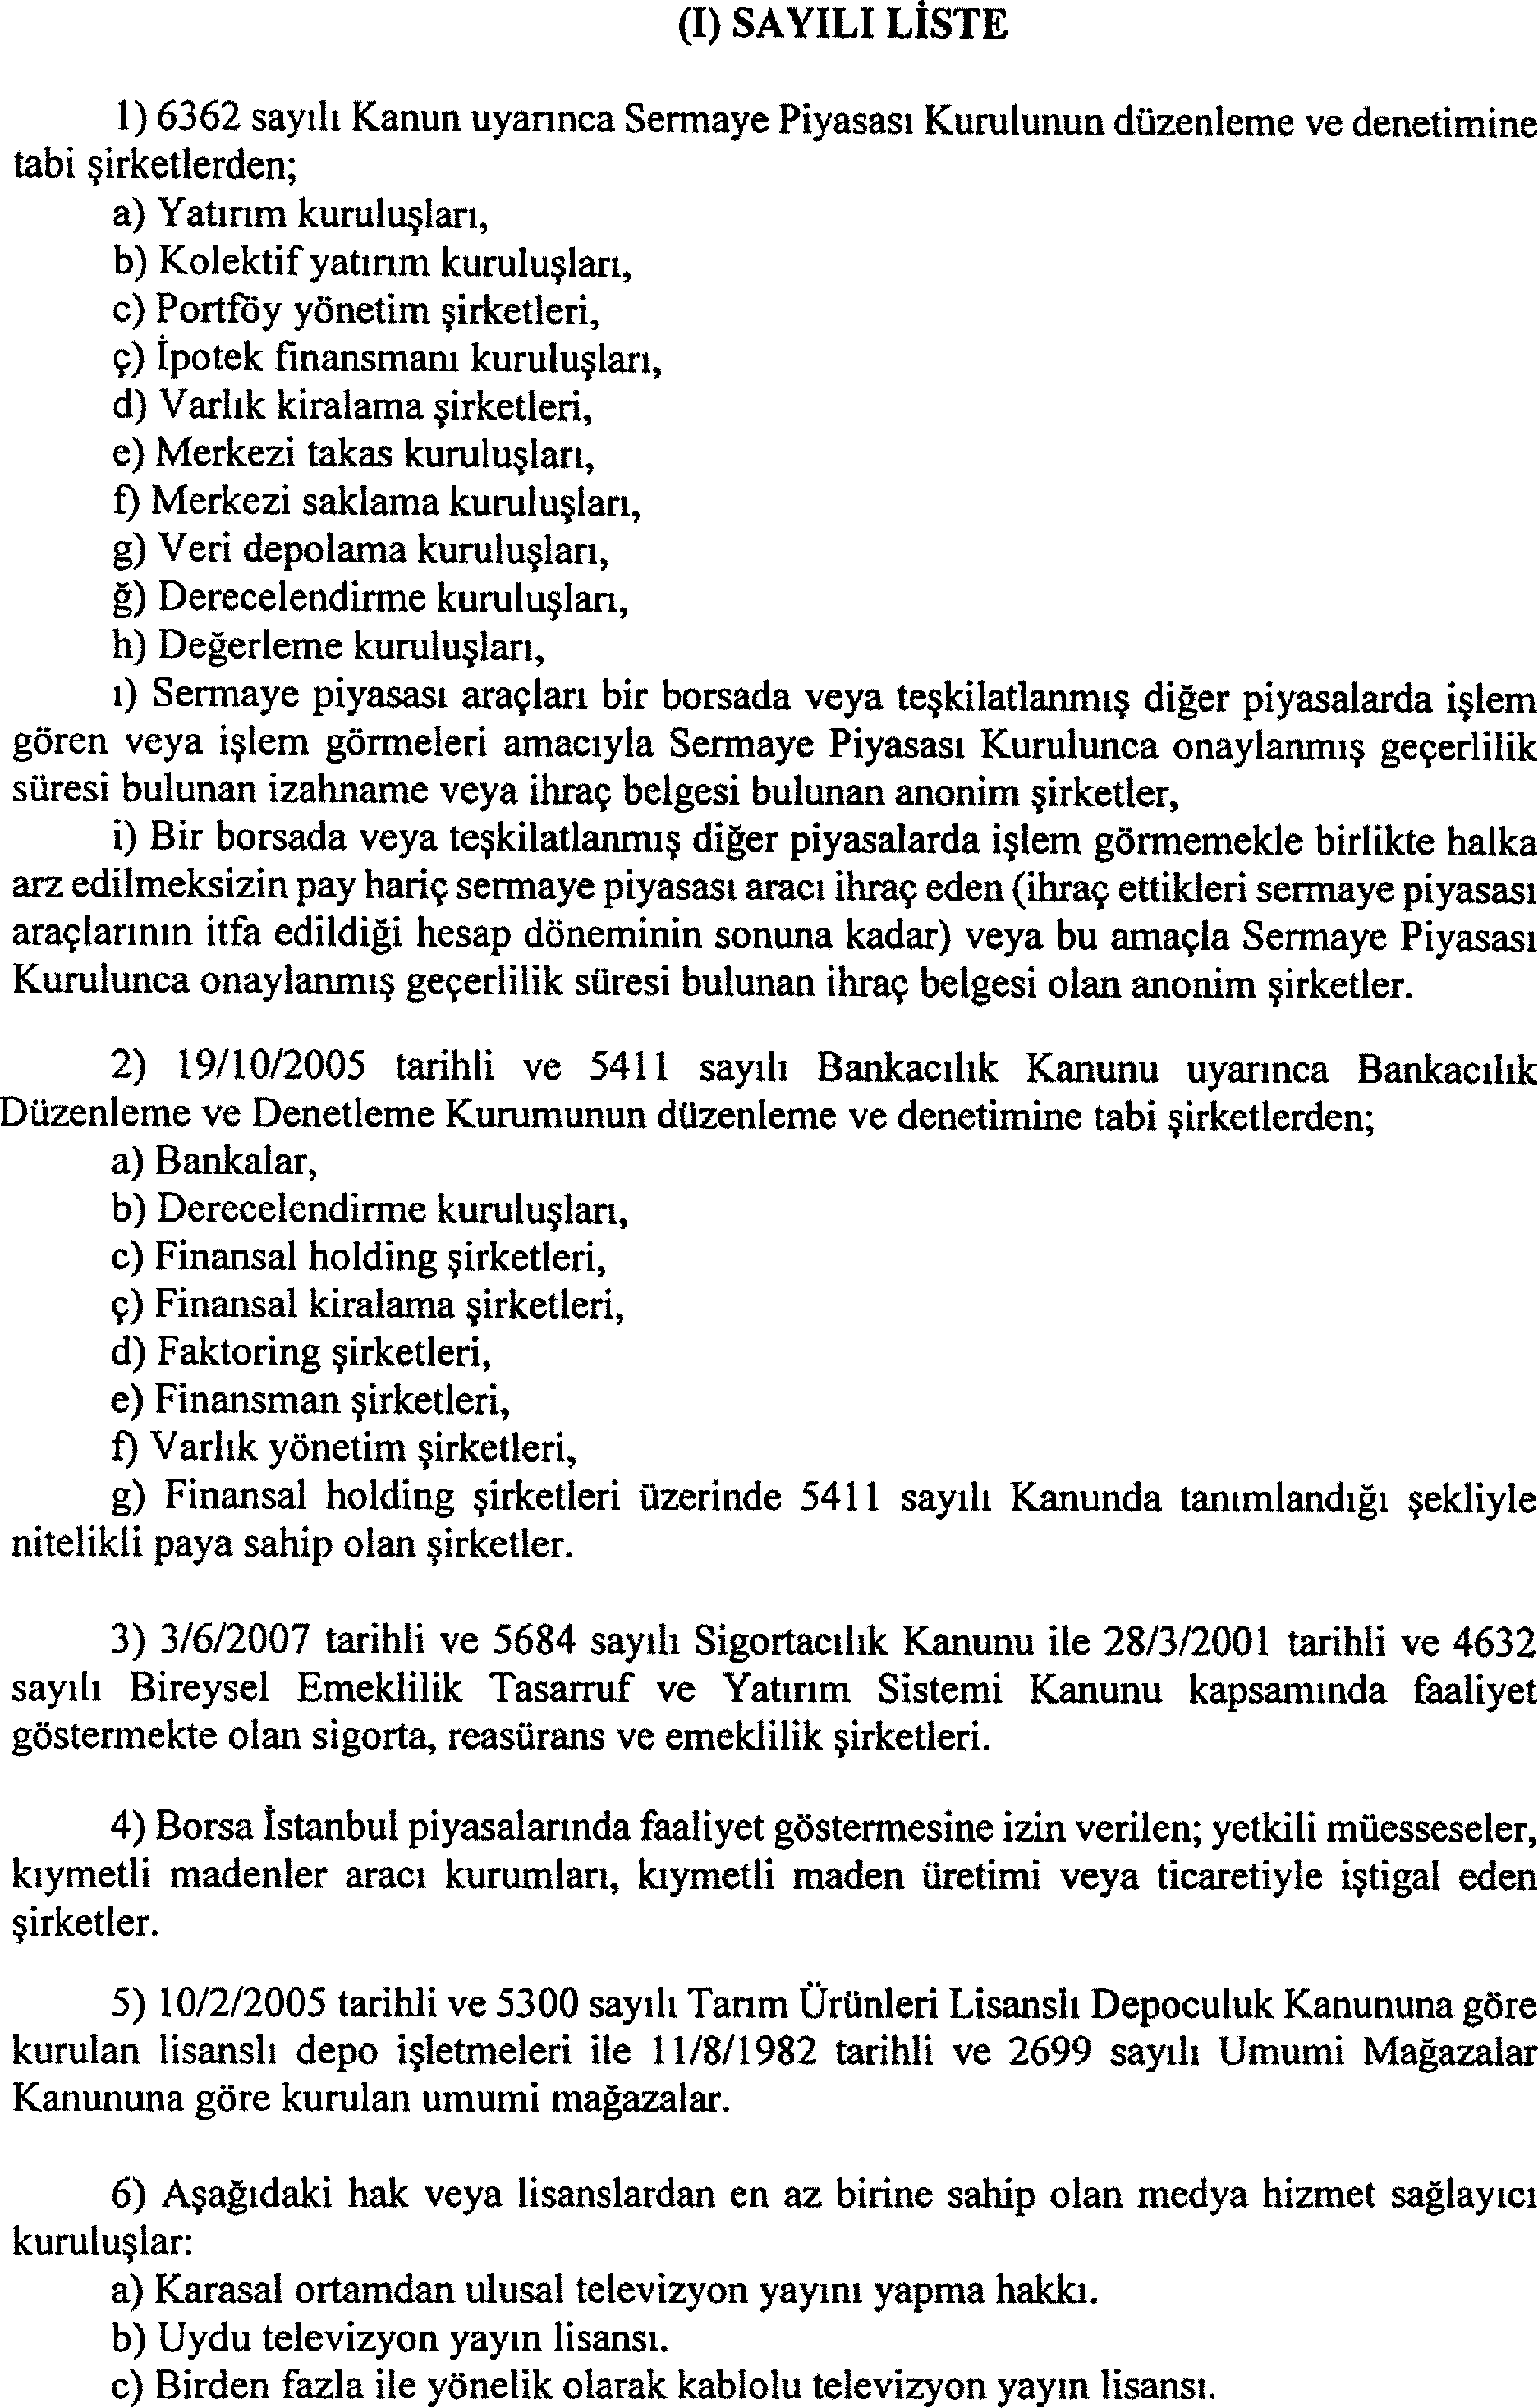 (I) SAYILI LİSTE
1) 6362 sayılı Kanun uyarınca Sermaye Piyasası Kurulunun düzenleme ve denetimine
tabi şirketlerden;
a) Yatırım kuruluşları,
b) Kolektif yatırım kuruluşları,
c) Portföy yönetim şirketleri,
ç) İpotek finansmanı kuruluşları,
d) Varlık kiralama şirketleri,
e) Merkezi takas kuruluşları,
f) Merkezi saklama kuruluşları,
g) Veri depolama kuruluşları,
ğ) Derecelendirme kuruluşları,
h) Değerleme kuruluşları,
ı) Sermaye piyasası araçları bir borsada veya teşkilatlanmış diğer piyasalarda işlem
gören veya işlem görmeleri amacıyla Sermaye Piyasası Kurulunca onaylanmış geçerlilik
süresi bulunan izahname veya ihraç belgesi bulunan anonim şirketler,
i) Bir borsada veya teşkilatlanmış diğer piyasalarda işlem görmemekle birlikte halka
arz edilmeksizin pay hariç sermaye piyasası aracı ihraç eden (ihraç ettikleri sermaye piyasası
araçlarının itfa edildiği hesap döneminin sonuna kadar) veya bu amaçla Sermaye Piyasası
Kurulunca onaylanmış geçerlilik süresi bulunan ihraç belgesi olan anonim şirketler.
2) 19/10/2005 tarihli ve 5411 sayılı Bankacılık Kanunu uyarınca Bankacılık
Düzenleme ve Denetleme Kurumunun düzenleme ve denetimine tabi şirketlerden;
a) Bankalar,
b) Derecelendirme kuruluşları,
c) Finansal holding şirketleri,
ç) Finansal kiralama şirketleri,
d) Faktoring şirketleri,
e) Finansman şirketleri,
f) Varlık yönetim şirketleri,
g) Finansal holding şirketleri üzerinde 5411 sayılı Kanunda tanımlandığı şekliyle
nitelikli paya sahip olan şirketler.
3) 3/6/2007 tarihli ve 5684 sayılı Sigortacılık Kanunu ile 28/3/2001 tarihli ve 4632
sayılı Bireysel Emeklilik Tasarruf ve Yatırım Sistemi Kanunu kapsamında faaliyet
göstermekte olan sigorta, reasürans ve emeklilik şirketleri.
4) Borsa İstanbul piyasalarında faaliyet göstermesine izin verilen; yetkili müesseseler,
kıymetli madenler aracı kurumları, kıymetli maden üretimi veya ticaretiyle iştigal eden
şirketler.
5) 10/2/2005 tarihli ve 5300 sayılı Tarım Ürünleri Lisanslı Depoculuk Kanununa göre
kurulan lisanslı depo işletmeleri ile 11/8/1982 tarihli ve 2699 sayılı Umumi Mağazalar
Kanununa göre kurulan umumi mağazalar.
6) Aşağıdaki hak veya lisanslardan en az birine sahip olan medya hizmet sağlayıcı
kuruluşlar:
a) Karasal ortamdan ulusal televizyon yayını yapma hakkı.
b) Uydu televizyon yayın lisansı.
c) Birden fazla ile yönelik olarak kablolu televizyon yayın lisansı.